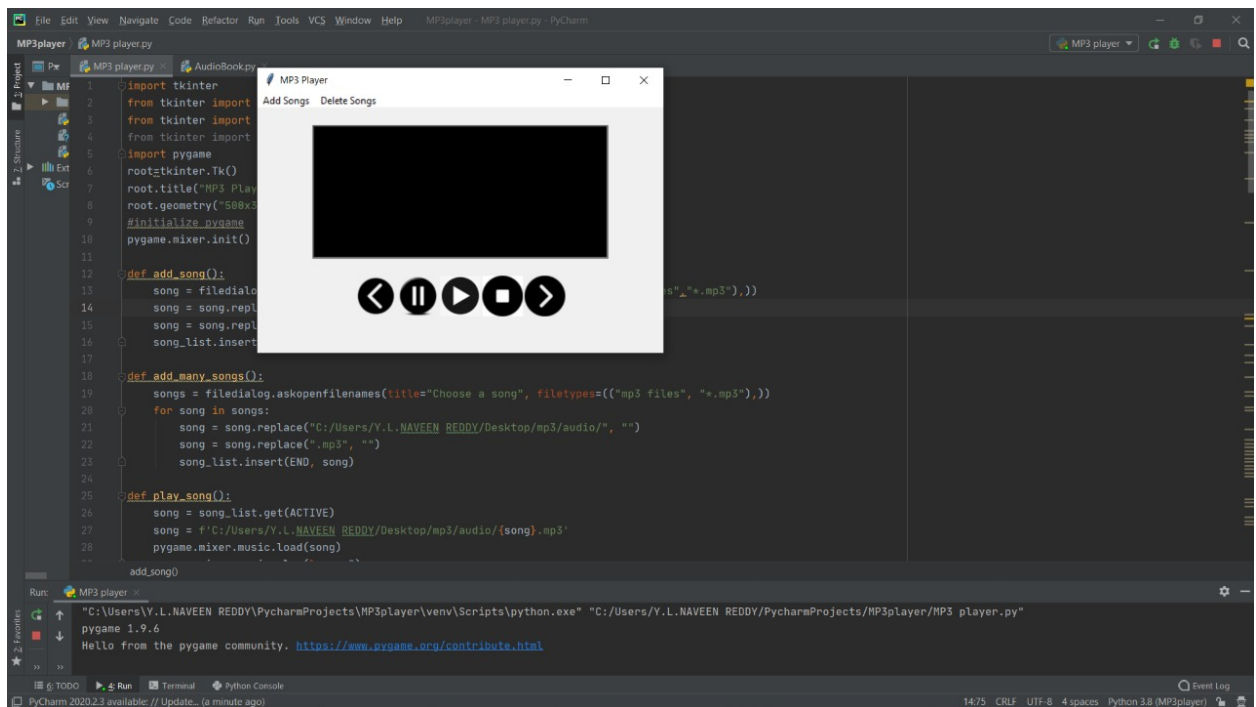 File Edit View Navigate Code Refactor Run Tools VCS Window Help MP3player - MP3 player.py - PyCharm
MP3player MP3 player.py MP3 player
MP3 player.py AudioBook.py
1: Project
2: Structure
2: Favorites
MP3 Player
Add Songs Delete Songs
1 import tkinter
2 from tkinter import
3 from tkinter import
4 from tkinter import
5 import pygame
6 root=tkinter.Tk()
7 root.title("MP3 Play
8 root.geometry("500x3
9 #initialize pygame
10 pygame.mixer.init()
11
12 def add_song():
13 song = filedialo s","*.mp3"),))
14 song = song.repl
15 song = song.repl
16 song_list.insert
17
18 def add_many_songs():
19 songs = filedialog.askopenfilenames(title="Choose a song", filetypes=(("mp3 files", "*.mp3"),))
20 for song in songs:
21 song = song.replace("C:/Users/Y.L.NAVEEN REDDY/Desktop/mp3/audio/", "")
22 song = song.replace(".mp3", "")
23 song_list.insert(END, song)
24
25 def play_song():
26 song = song_list.get(ACTIVE)
27 song = f'C:/Users/Y.L.NAVEEN REDDY/Desktop/mp3/audio/{song}.mp3'
28 pygame.mixer.music.load(song)
add_song()
Run: MP3 player
"C:\Users\Y.L.NAVEEN REDDY\PycharmProjects\MP3player\venv\Scripts\python.exe" "C:/Users/Y.L.NAVEEN REDDY/PycharmProjects/MP3player/MP3 player.py"
pygame 1.9.6
Hello from the pygame community. https://www.pygame.org/contribute.html
6: TODO 4: Run Terminal Python Console Event Log
PyCharm 2020.2.3 available: // Update... (a minute ago) 14:75 CRLF UTF-8 4 spaces Python 3.8 (MP3player)